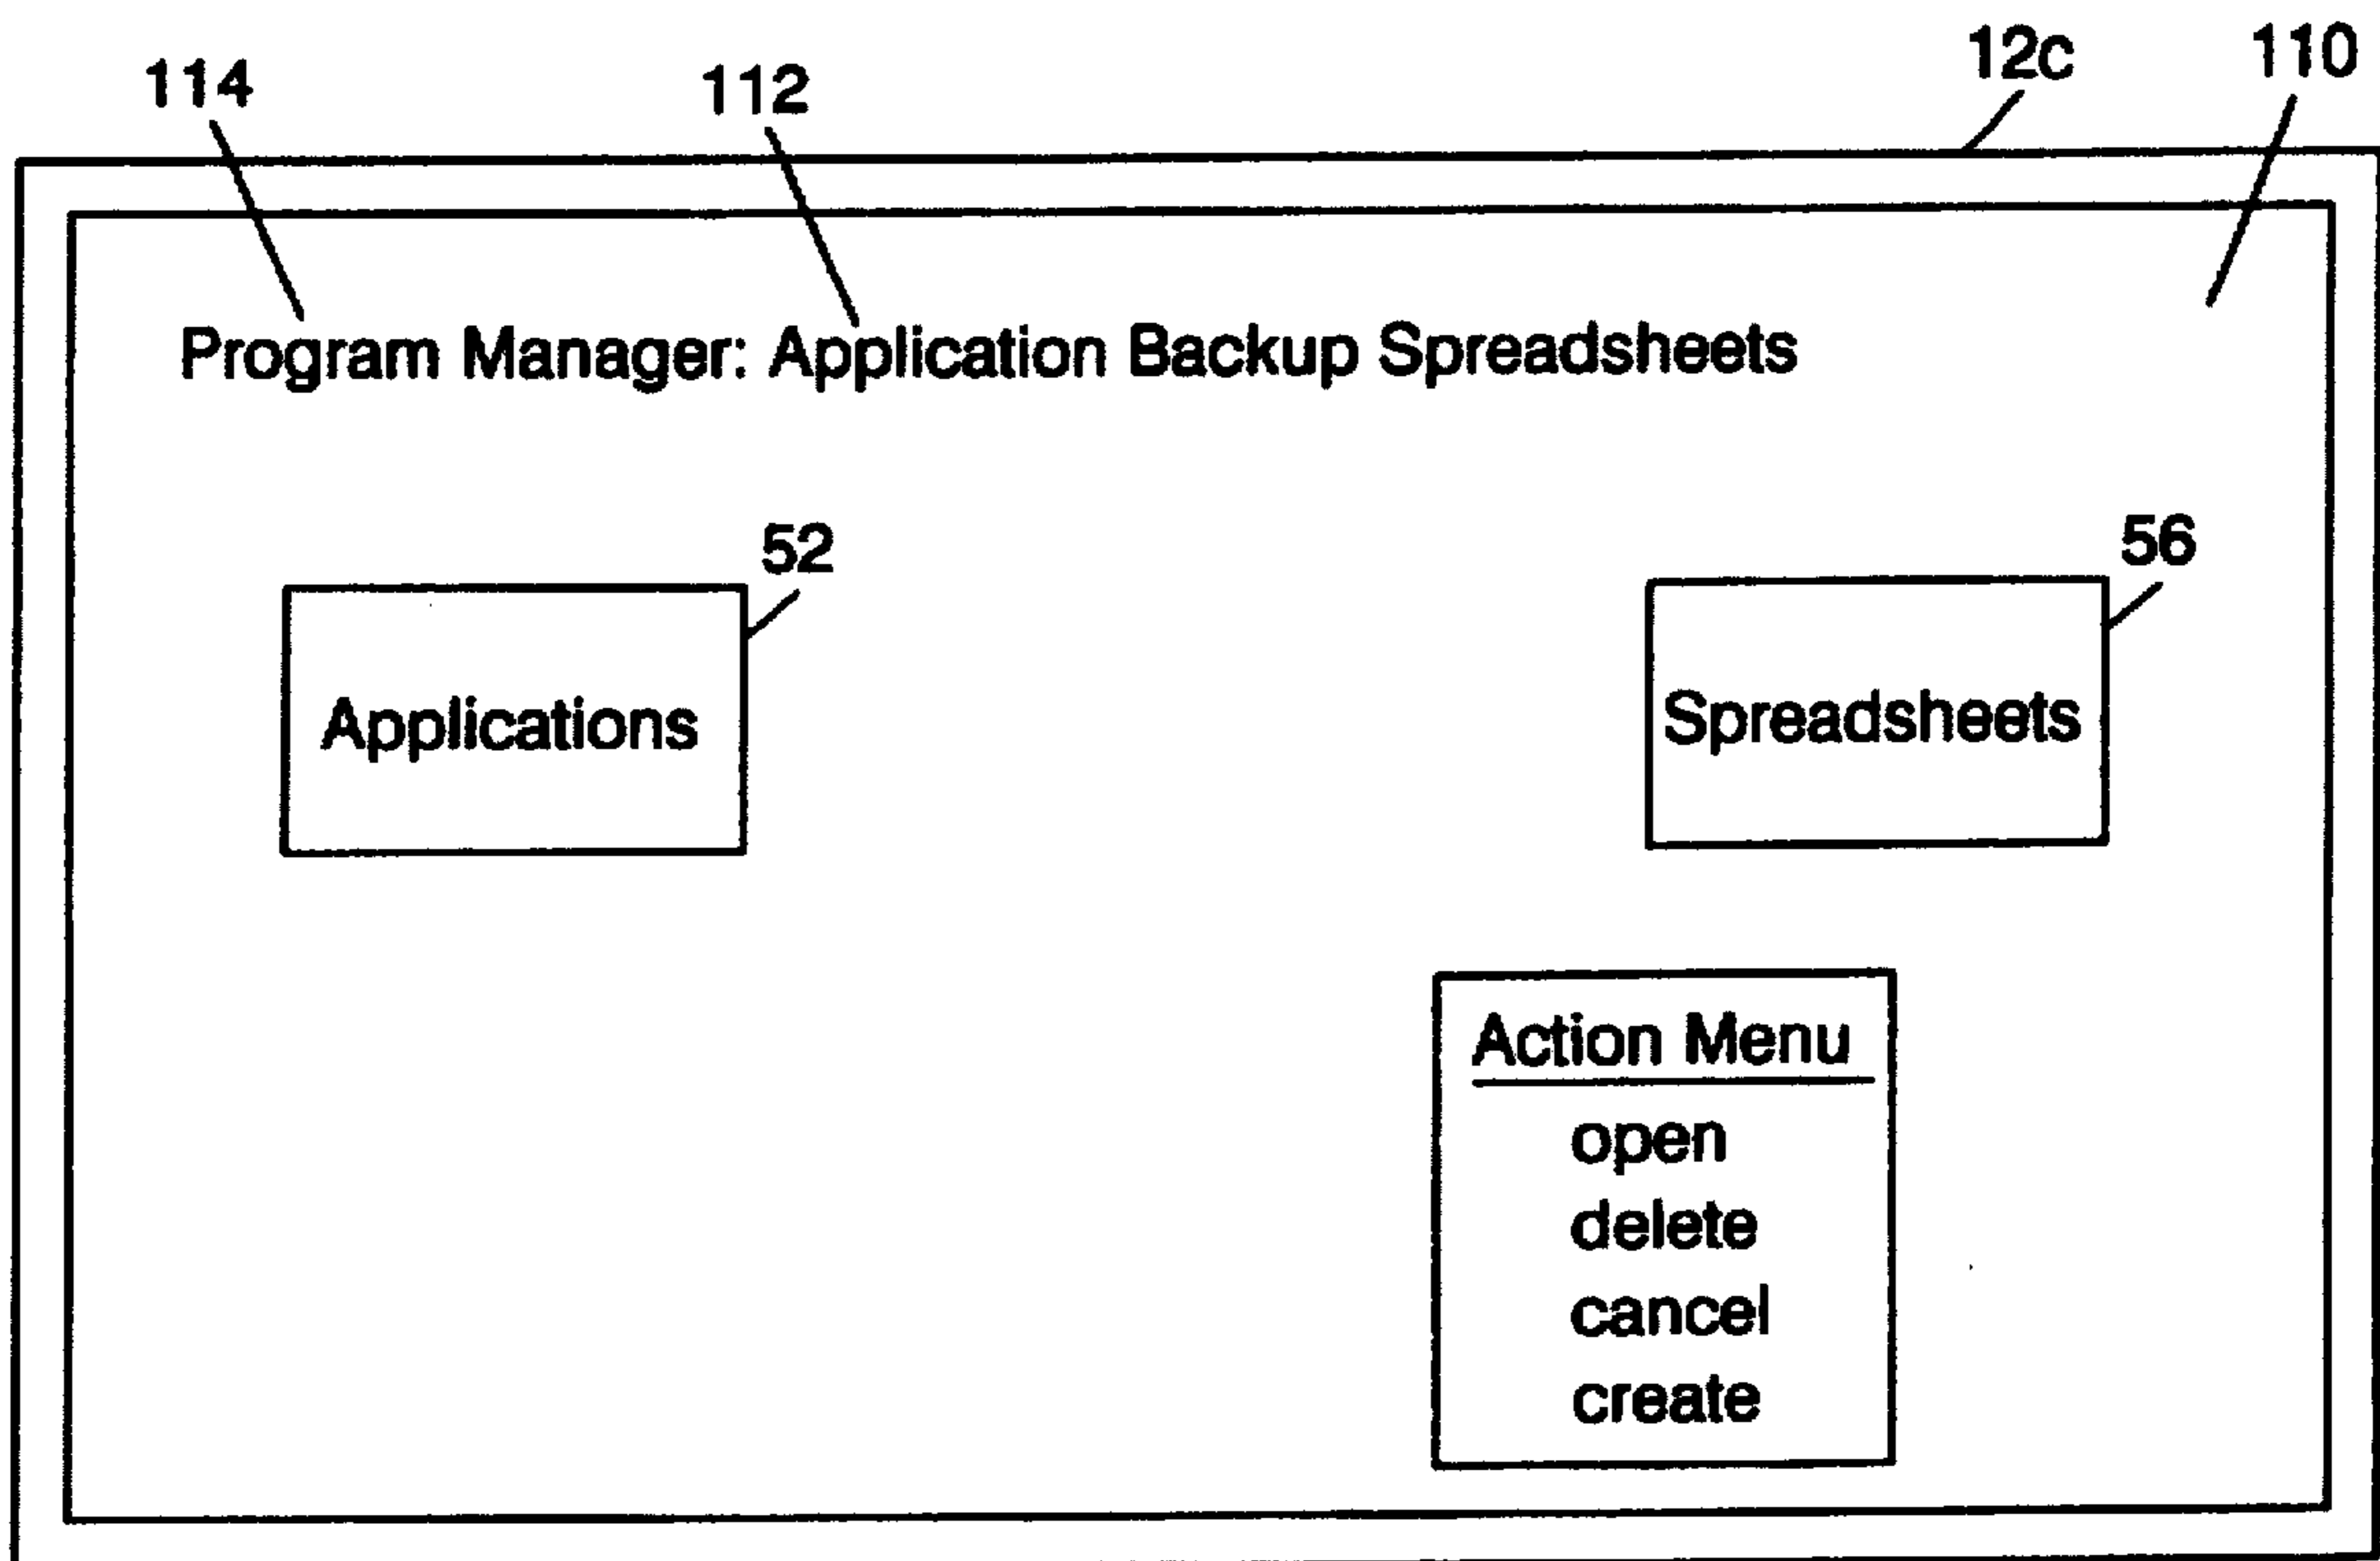 114 112 12c 110
Program Manager: Application Backup Spreadsheets
52 56
Applications Spreadsheets
Action Menu
open
delete
cancel
create